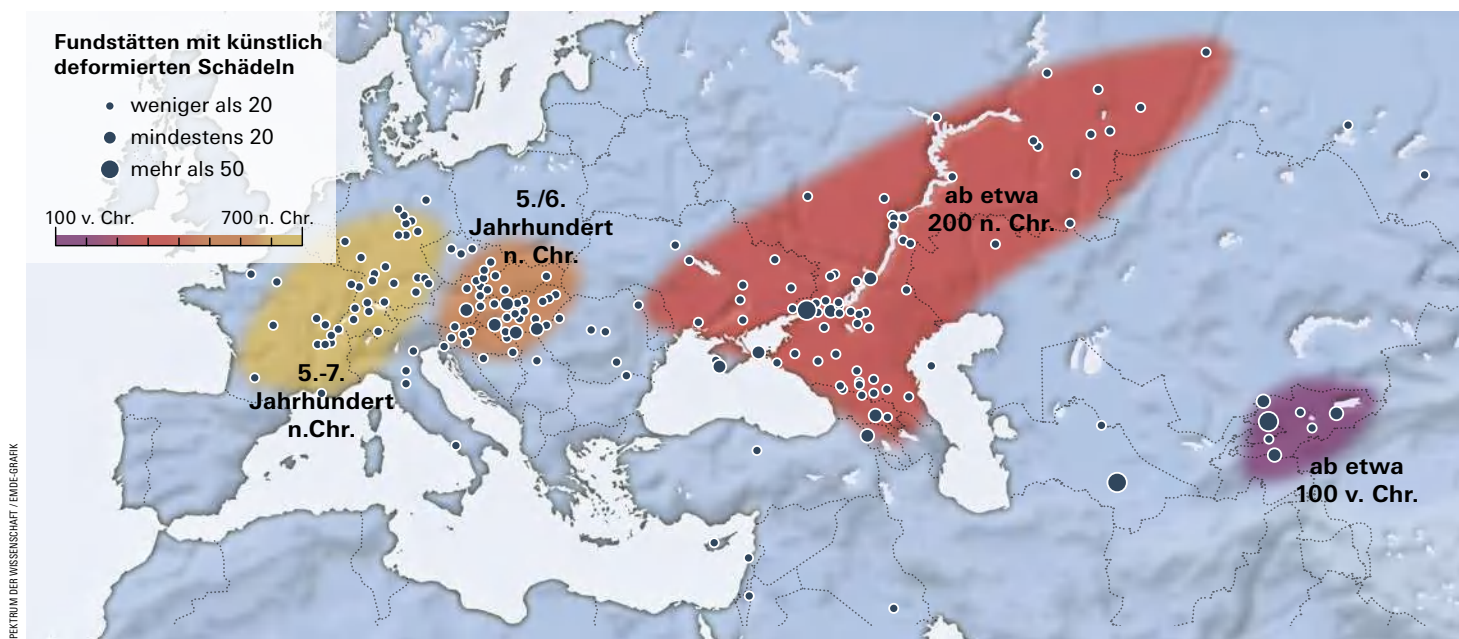 Fundstätten mit künstlich
deformierten Schädeln
weniger als 20
mindestens 20
mehr als 50
100 v. Chr.
700 n. Chr.
5./6.
Jahrhundert
n. Chr.
ab etwa
200 n. Chr.
5.-7.
Jahrhundert
n.Chr.
ab etwa
100 v. Chr.
PEKTRUM DER WISSENSCHAFT / EMDE-GRAFIK